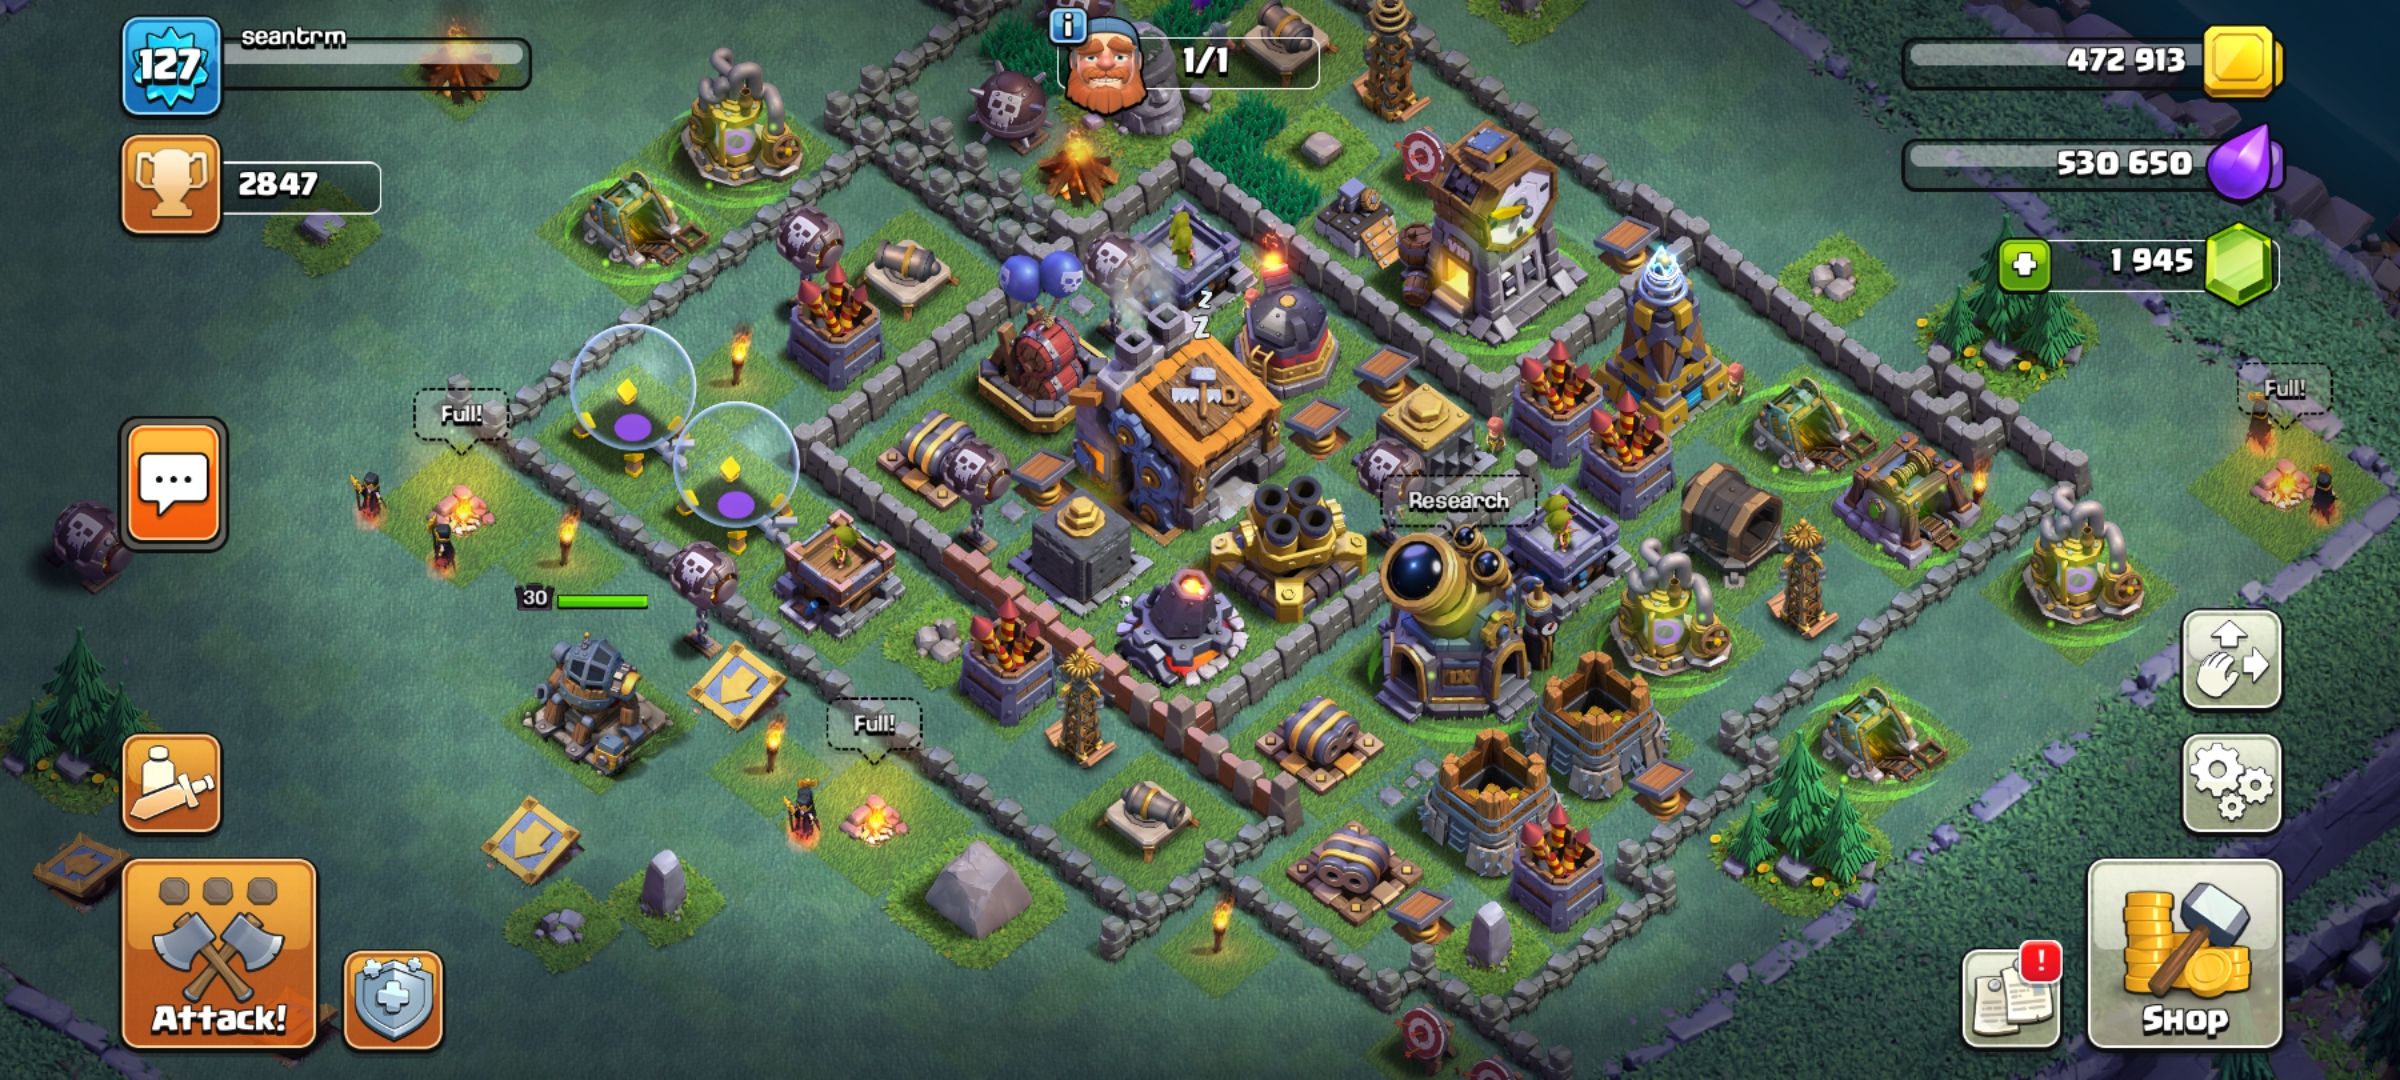 127
seantrm
i
1/1
472 913
2847
530 650
1 945
z
z
Full!
Full!
Research
30
Full!
Attack!
!
Shop